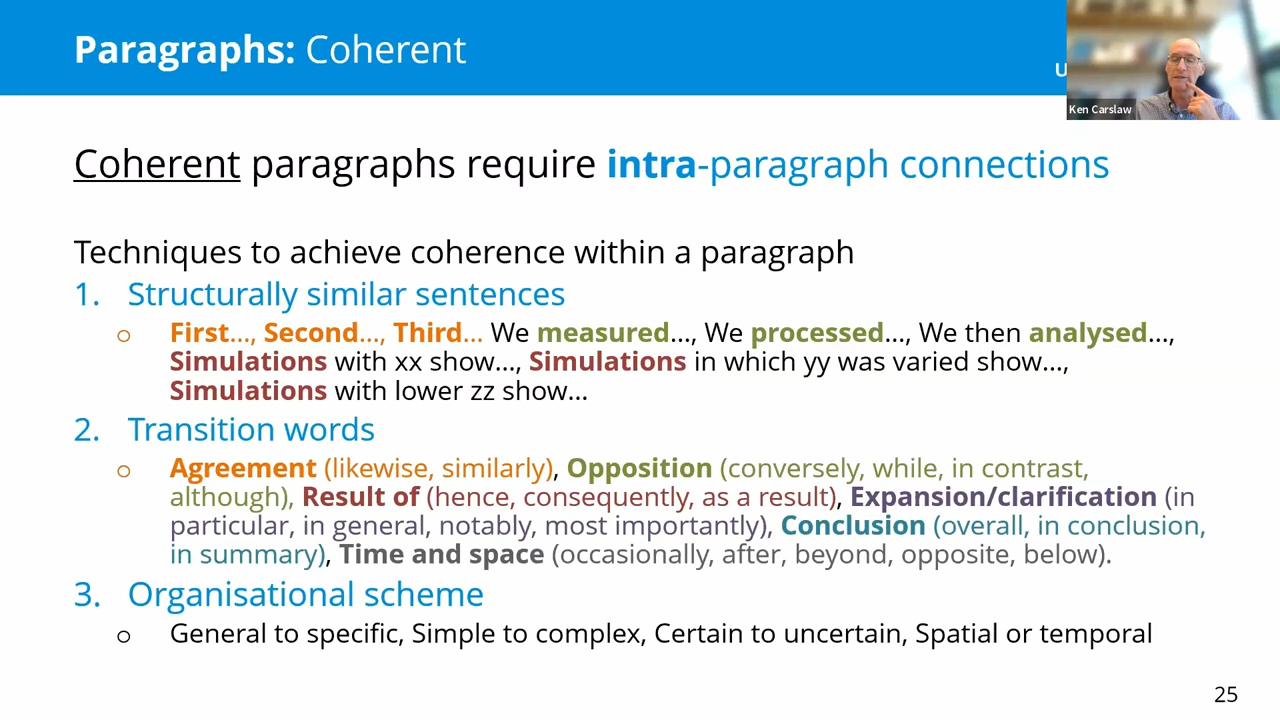 Paragraphs: Coherent
U
Ken Carslaw
Coherent paragraphs require intra-paragraph connections
Techniques to achieve coherence within a paragraph
1. Structurally similar sentences
o First…, Second…, Third… We measured…, We processed…, We then analysed…,
Simulations with xx show…, Simulations in which yy was varied show…,
Simulations with lower zz show…
2. Transition words
o Agreement (likewise, similarly), Opposition (conversely, while, in contrast,
although), Result of (hence, consequently, as a result), Expansion/clarification (in
particular, in general, notably, most importantly), Conclusion (overall, in conclusion,
in summary), Time and space (occasionally, after, beyond, opposite, below).
3. Organisational scheme
o General to specific, Simple to complex, Certain to uncertain, Spatial or temporal
25